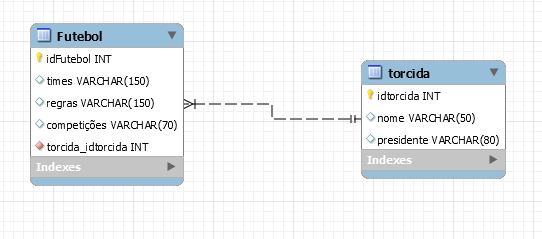 Futebol
idFutebol INT
times VARCHAR(150)
regras VARCHAR(150)
competições VARCHAR(70)
torcida_idtorcida INT
Indexes
torcida
idtorcida INT
nome VARCHAR(50)
presidente VARCHAR(80)
Indexes